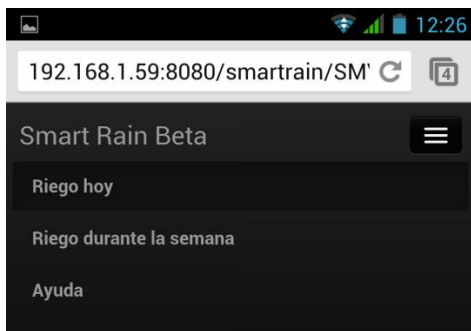 12:26
192.168.1.59:8080/smartrain/SM
4
Smart Rain Beta
Riego hoy
Riego durante la semana
Ayuda